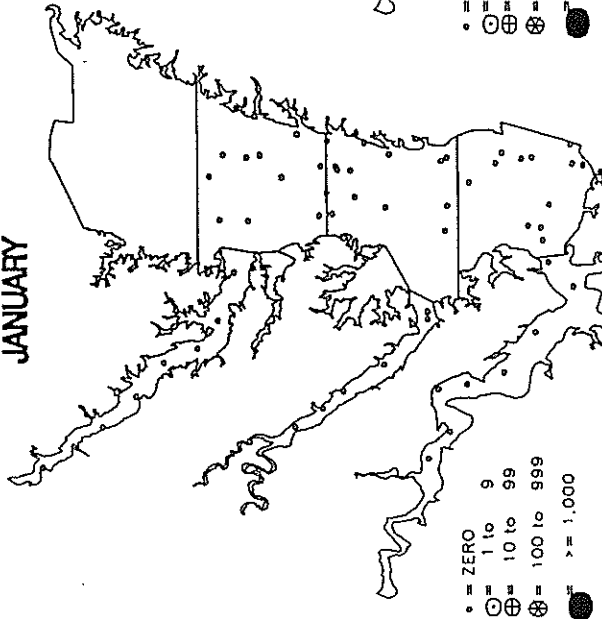 JANUARY
= ZERO
= 1 to 9
= 10 to 99
= 100 to 999
= > = 1,000
=
=
=
=
=